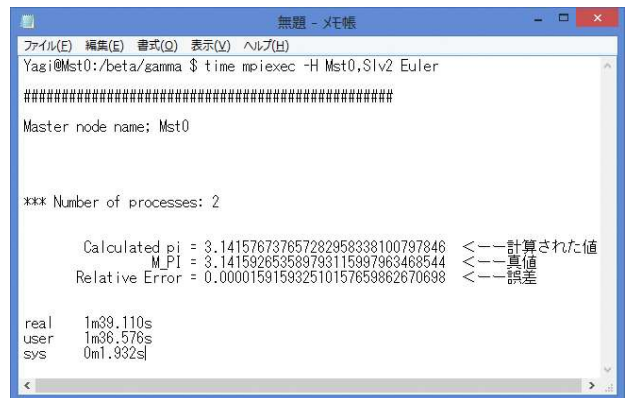 無題 - メモ帳
ファイル(F) 編集(E) 書式(O) 表示(V) ヘルプ(H)
Yagi@Mst0:/beta/gamma $ time mpiexec -H Mst0,Slv2 Euler
#################################################
Master node name; Mst0
*** Number of processes: 2
Calculated pi = 3.14157673765728295833810079７846 <ーー計算された値
M_PI = 3.14159265358979311599796346８544 <ーー真値
Relative Error = 0.00001591593251015765986267０698 <ーー誤差
real 1m39.110s
user 1m36.576s
sys 0m1.932s